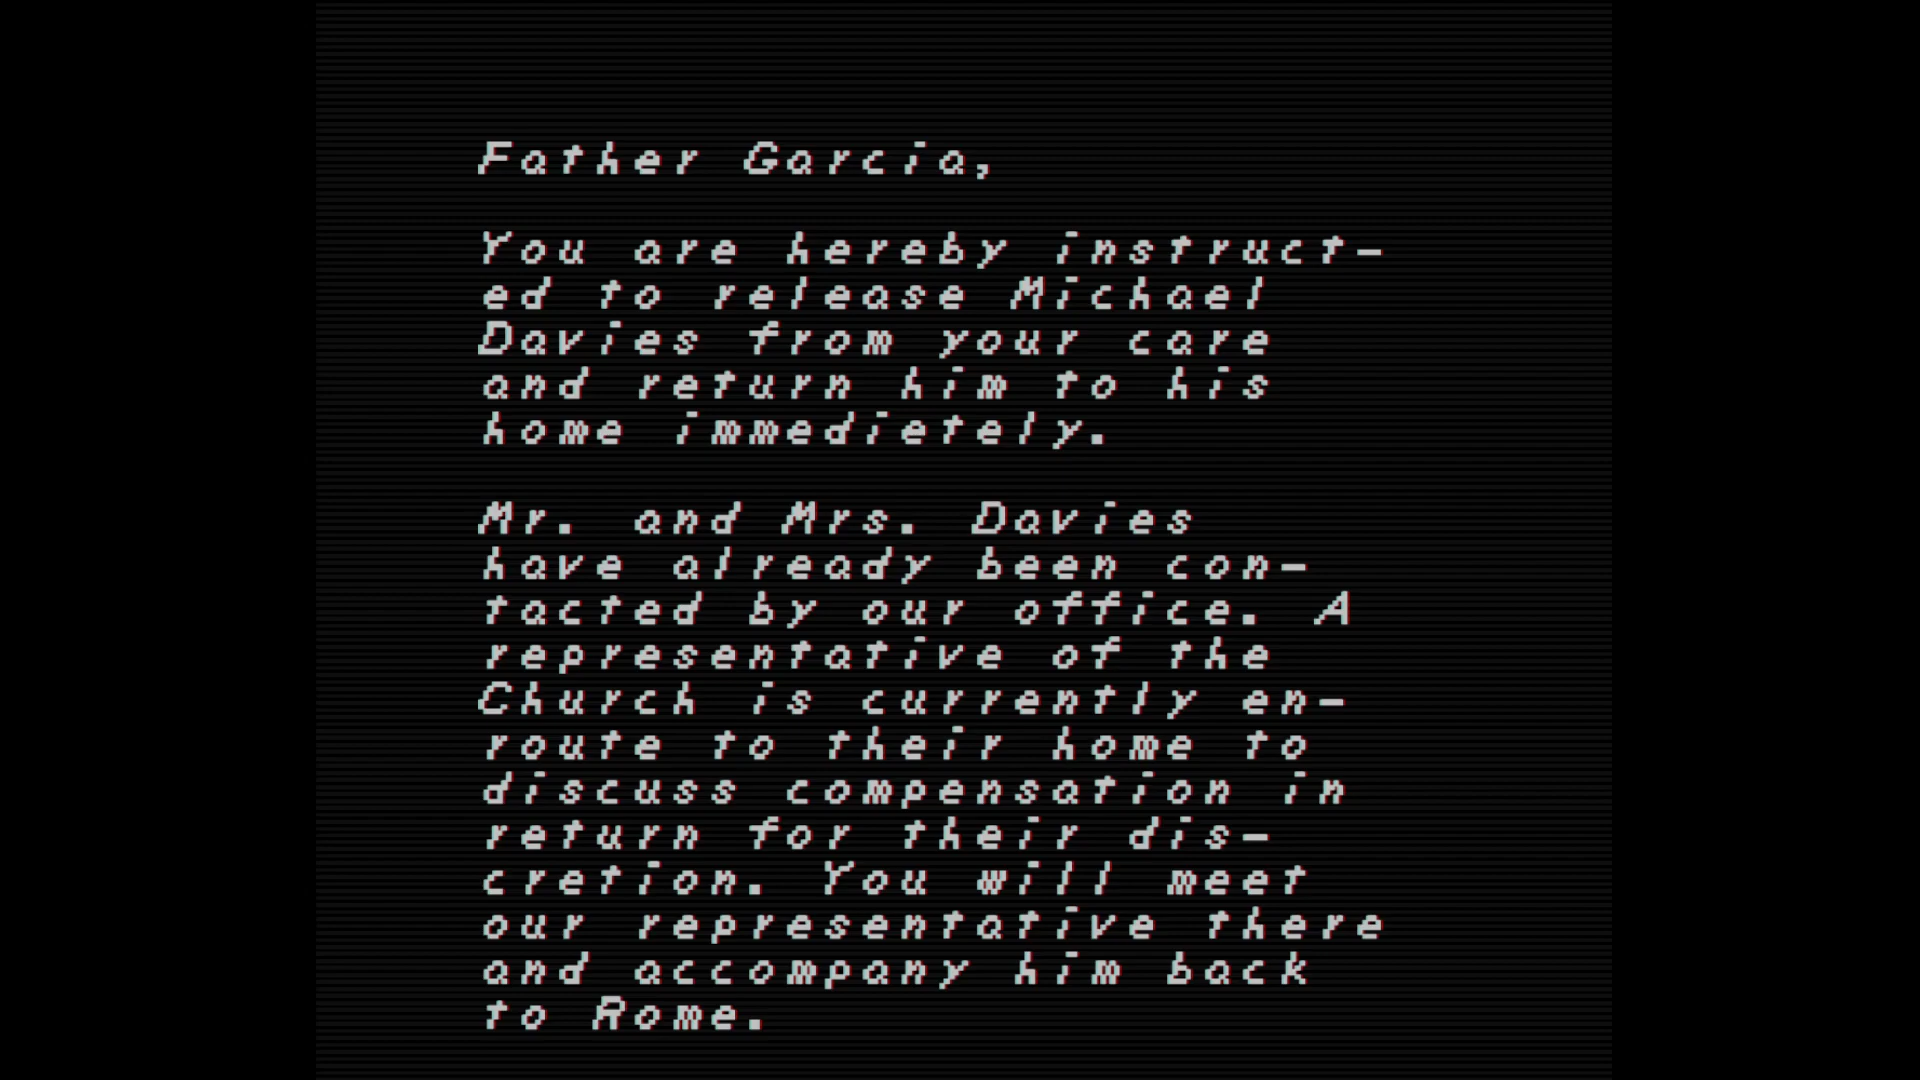 Father Garcia,
You are hereby instruct-
ed to release Michael
Davies from your care
and return him to his
home immedietely.
Mr. and Mrs. Davies
have already been con-
tacted by our office. A
representative of the
Church is currently en-
route to their home to
discuss compensation in
return for their dis-
cretion. You will meet
our representative there
and accompany him back
to Rome.